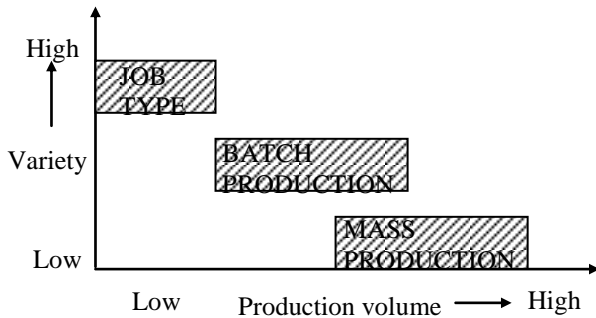 High
JOB
TYPE
Variety
BATCH
PRODUCTION
MASS
PRODUCTION
Low
Low
Production volume
High